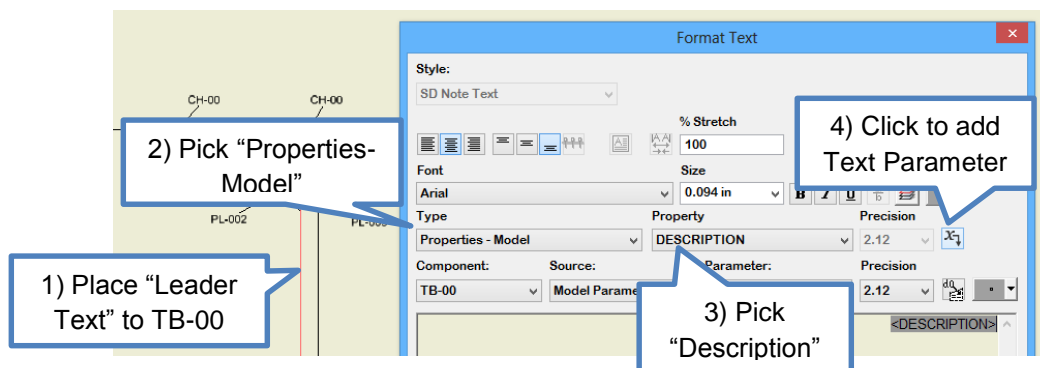 Format Text
Style:
SD Note Text
CH-00 CH-00
% Stretch
4) Click to add
Text Parameter
2) Pick “Properties-
Model”
100
Font Size
Arial 0.094 in B I U
PL-002
Type Property Precision
Properties - Model DESCRIPTION 2.12
1) Place “Leader
Text” to TB-00
Component: Source: Parameter: Precision
TB-00 Model Parame 2.12
3) Pick
“Description”
<DESCRIPTION>